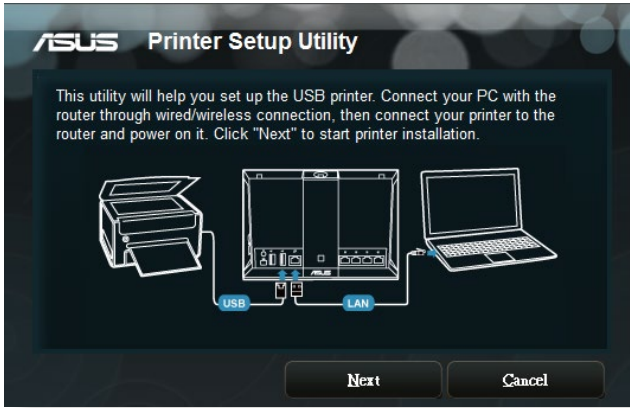 ASUS Printer Setup Utility
This utility will help you set up the USB printer. Connect your PC with the
router through wired/wireless connection, then connect your printer to the
router and power on it. Click "Next" to start printer installation.
ASUS
USB
LAN
Next
Cancel